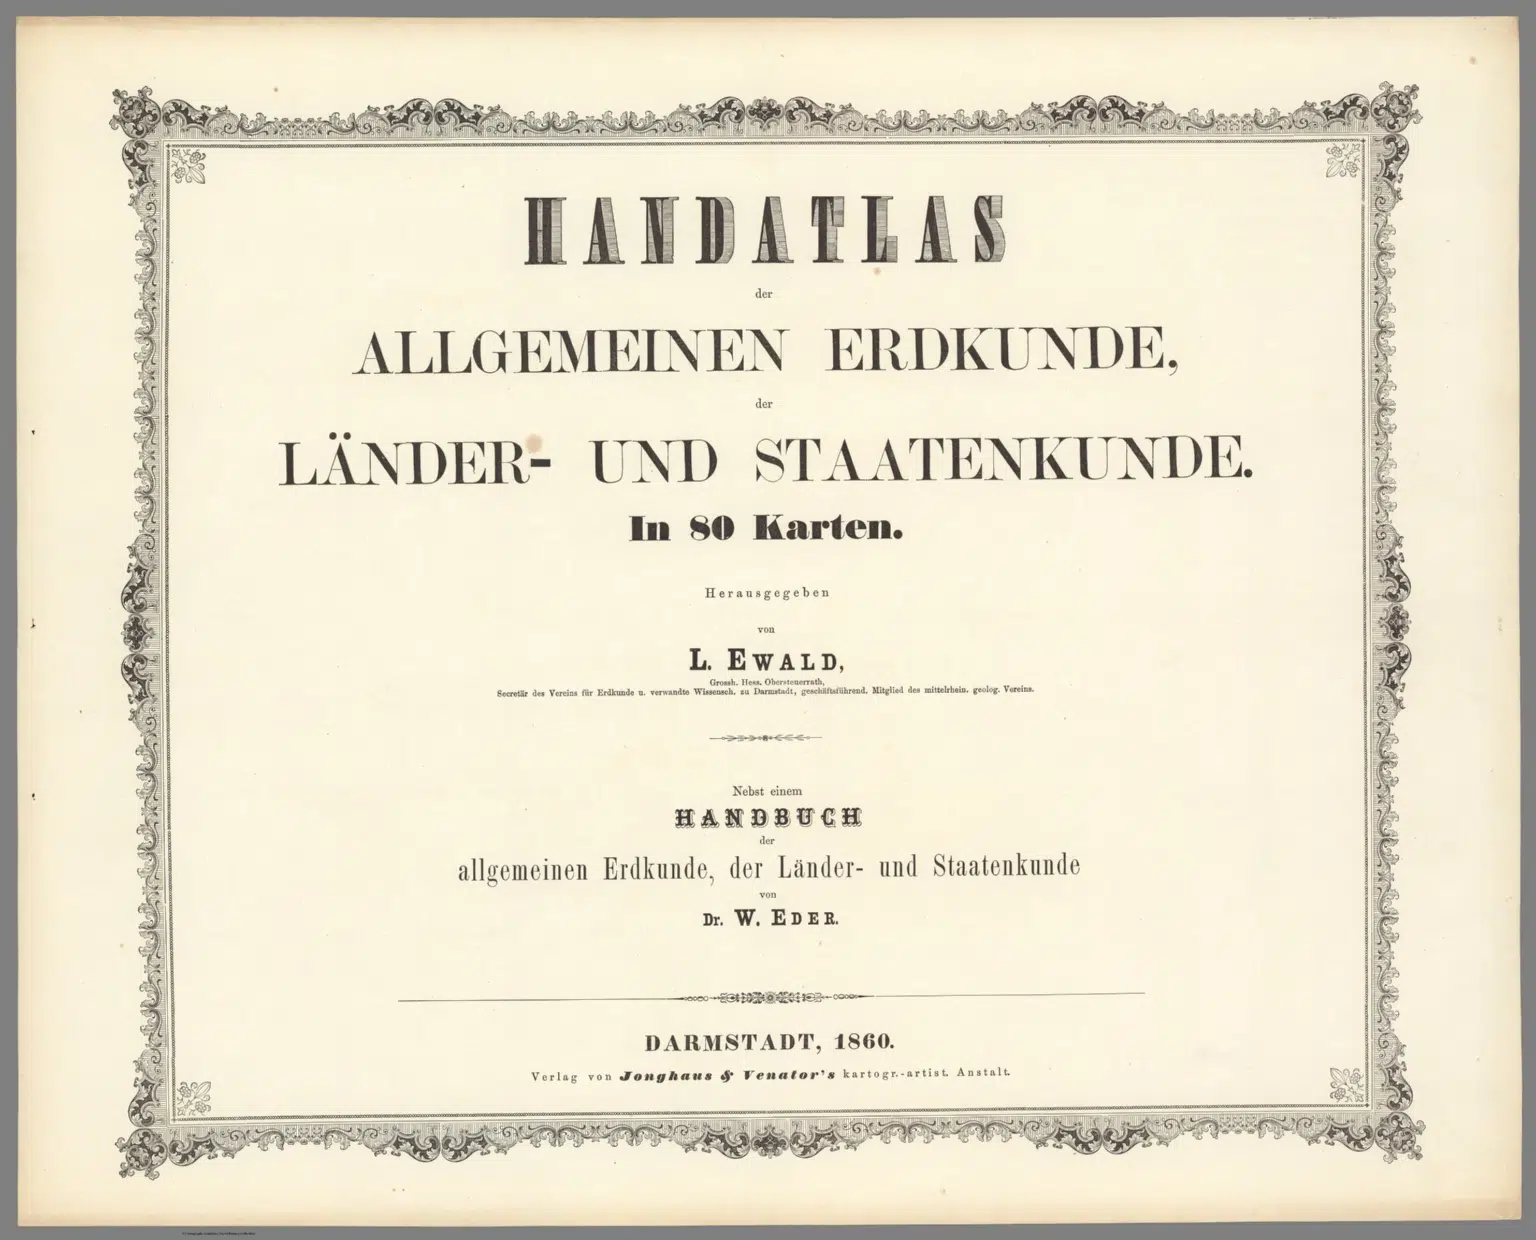 HANDATLAS
der
ALLGEMEINEN ERDKUNDE,
der
LÄNDER- UND STAATENKUNDE.
In 80 Karten.
Herausgegeben
von
L. EWALD,
Grossh. Hess. Obersteuerrath,
Secretär des Vereins für Erdkunde u. verwandte Wissensch. zu Darmstadt, geschäftsführend. Mitglied des mittelrhein. geolog. Vereins.
Nebst einem
HANDBUCH
der
allgemeinen Erdkunde, der Länder- und Staatenkunde
von
Dr. W. EDER.
DARMSTADT, 1860.
Verlag von Jonghaus & Venator's kartogr.-artist. Anstalt.